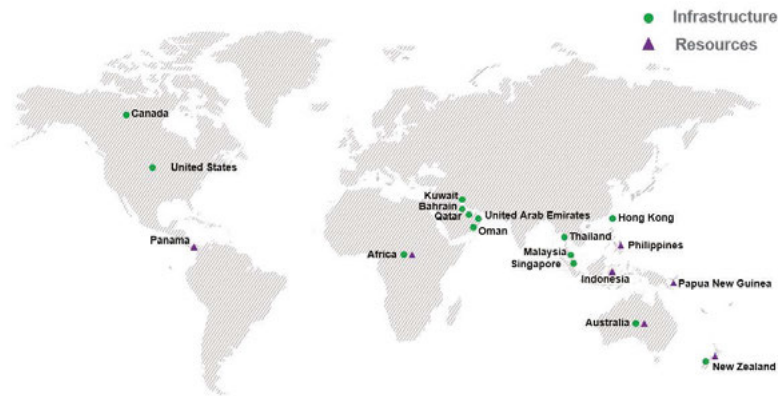 Infrastructure
Resources
Canada
United States
Kuwait
Bahrain
Qatar
United Arab Emirates
Hong Kong
Oman
Thailand
Panama
Philippines
Africa
Malaysia
Singapore
Indonesia
Papua New Guinea
Australia
New Zealand